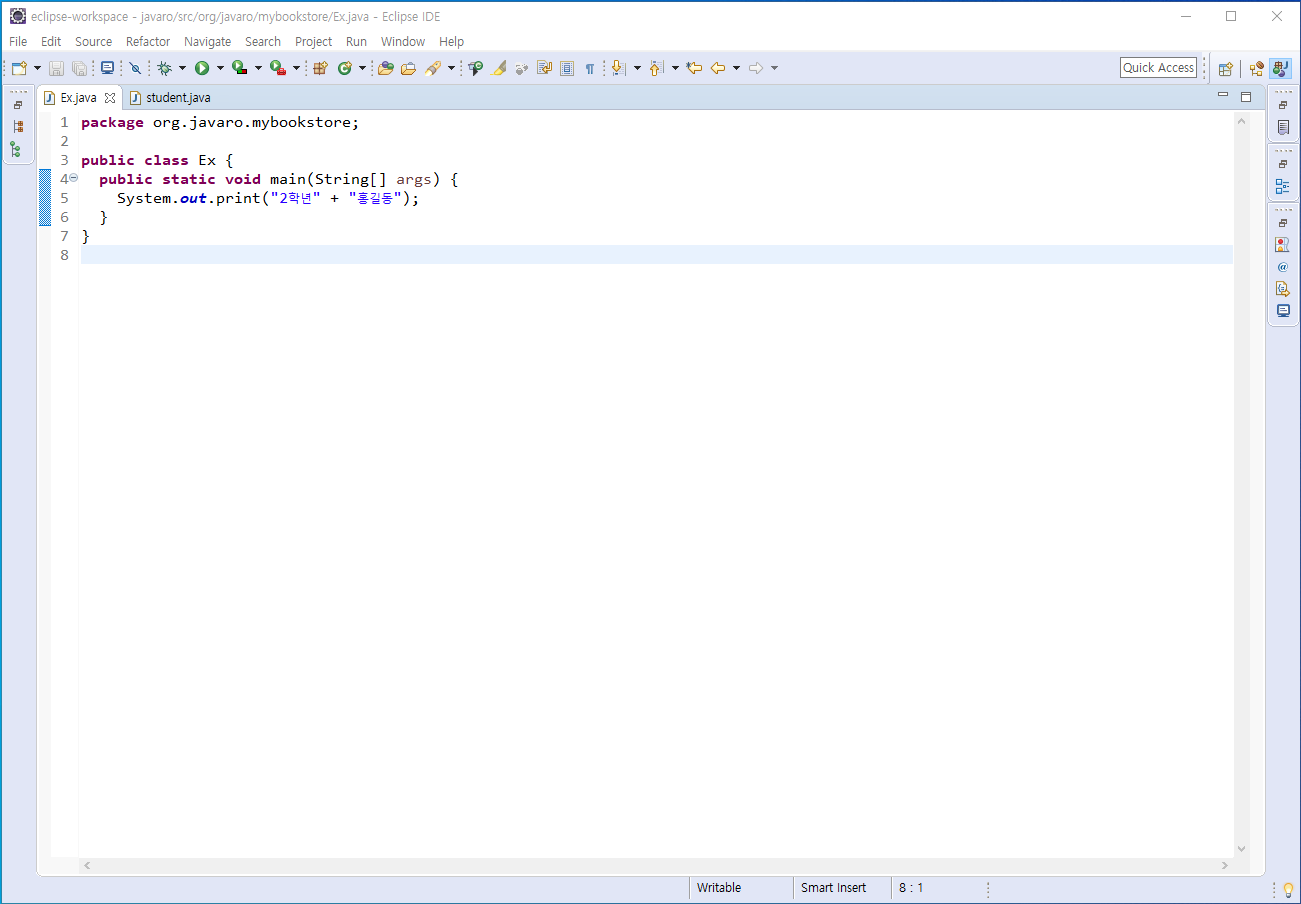 eclipse-workspace - javaro/src/org/javaro/mybookstore/Ex.java - Eclipse IDE
File Edit Source Refactor Navigate Search Project Run Window Help
Quick Access
Ex.java student.java
1 package org.javaro.mybookstore;
2
3 public class Ex {
4 public static void main(String[] args) {
5 System.out.print("2학년" + "홍길동");
6 }
7 }
8
Writable Smart Insert 8 : 1